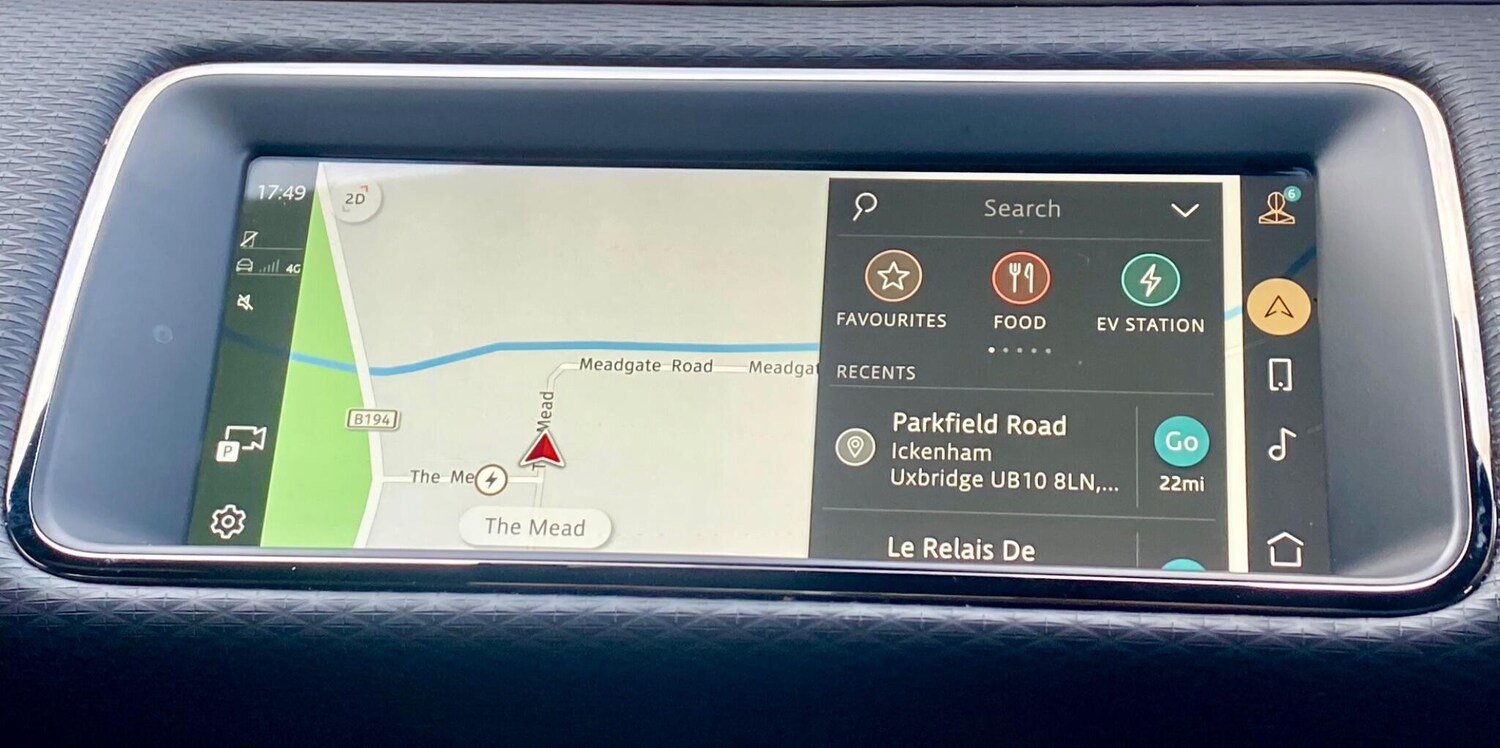 17:49
2D
4G
P
B194
Meadgate Road
Meadgat
Mead
The Me
The Mead
Search
FAVOURITES
FOOD
EV STATION
RECENTS
Parkfield Road
Ickenham
Uxbridge UB10 8LN,...
Go
22mi
Le Relais De
6